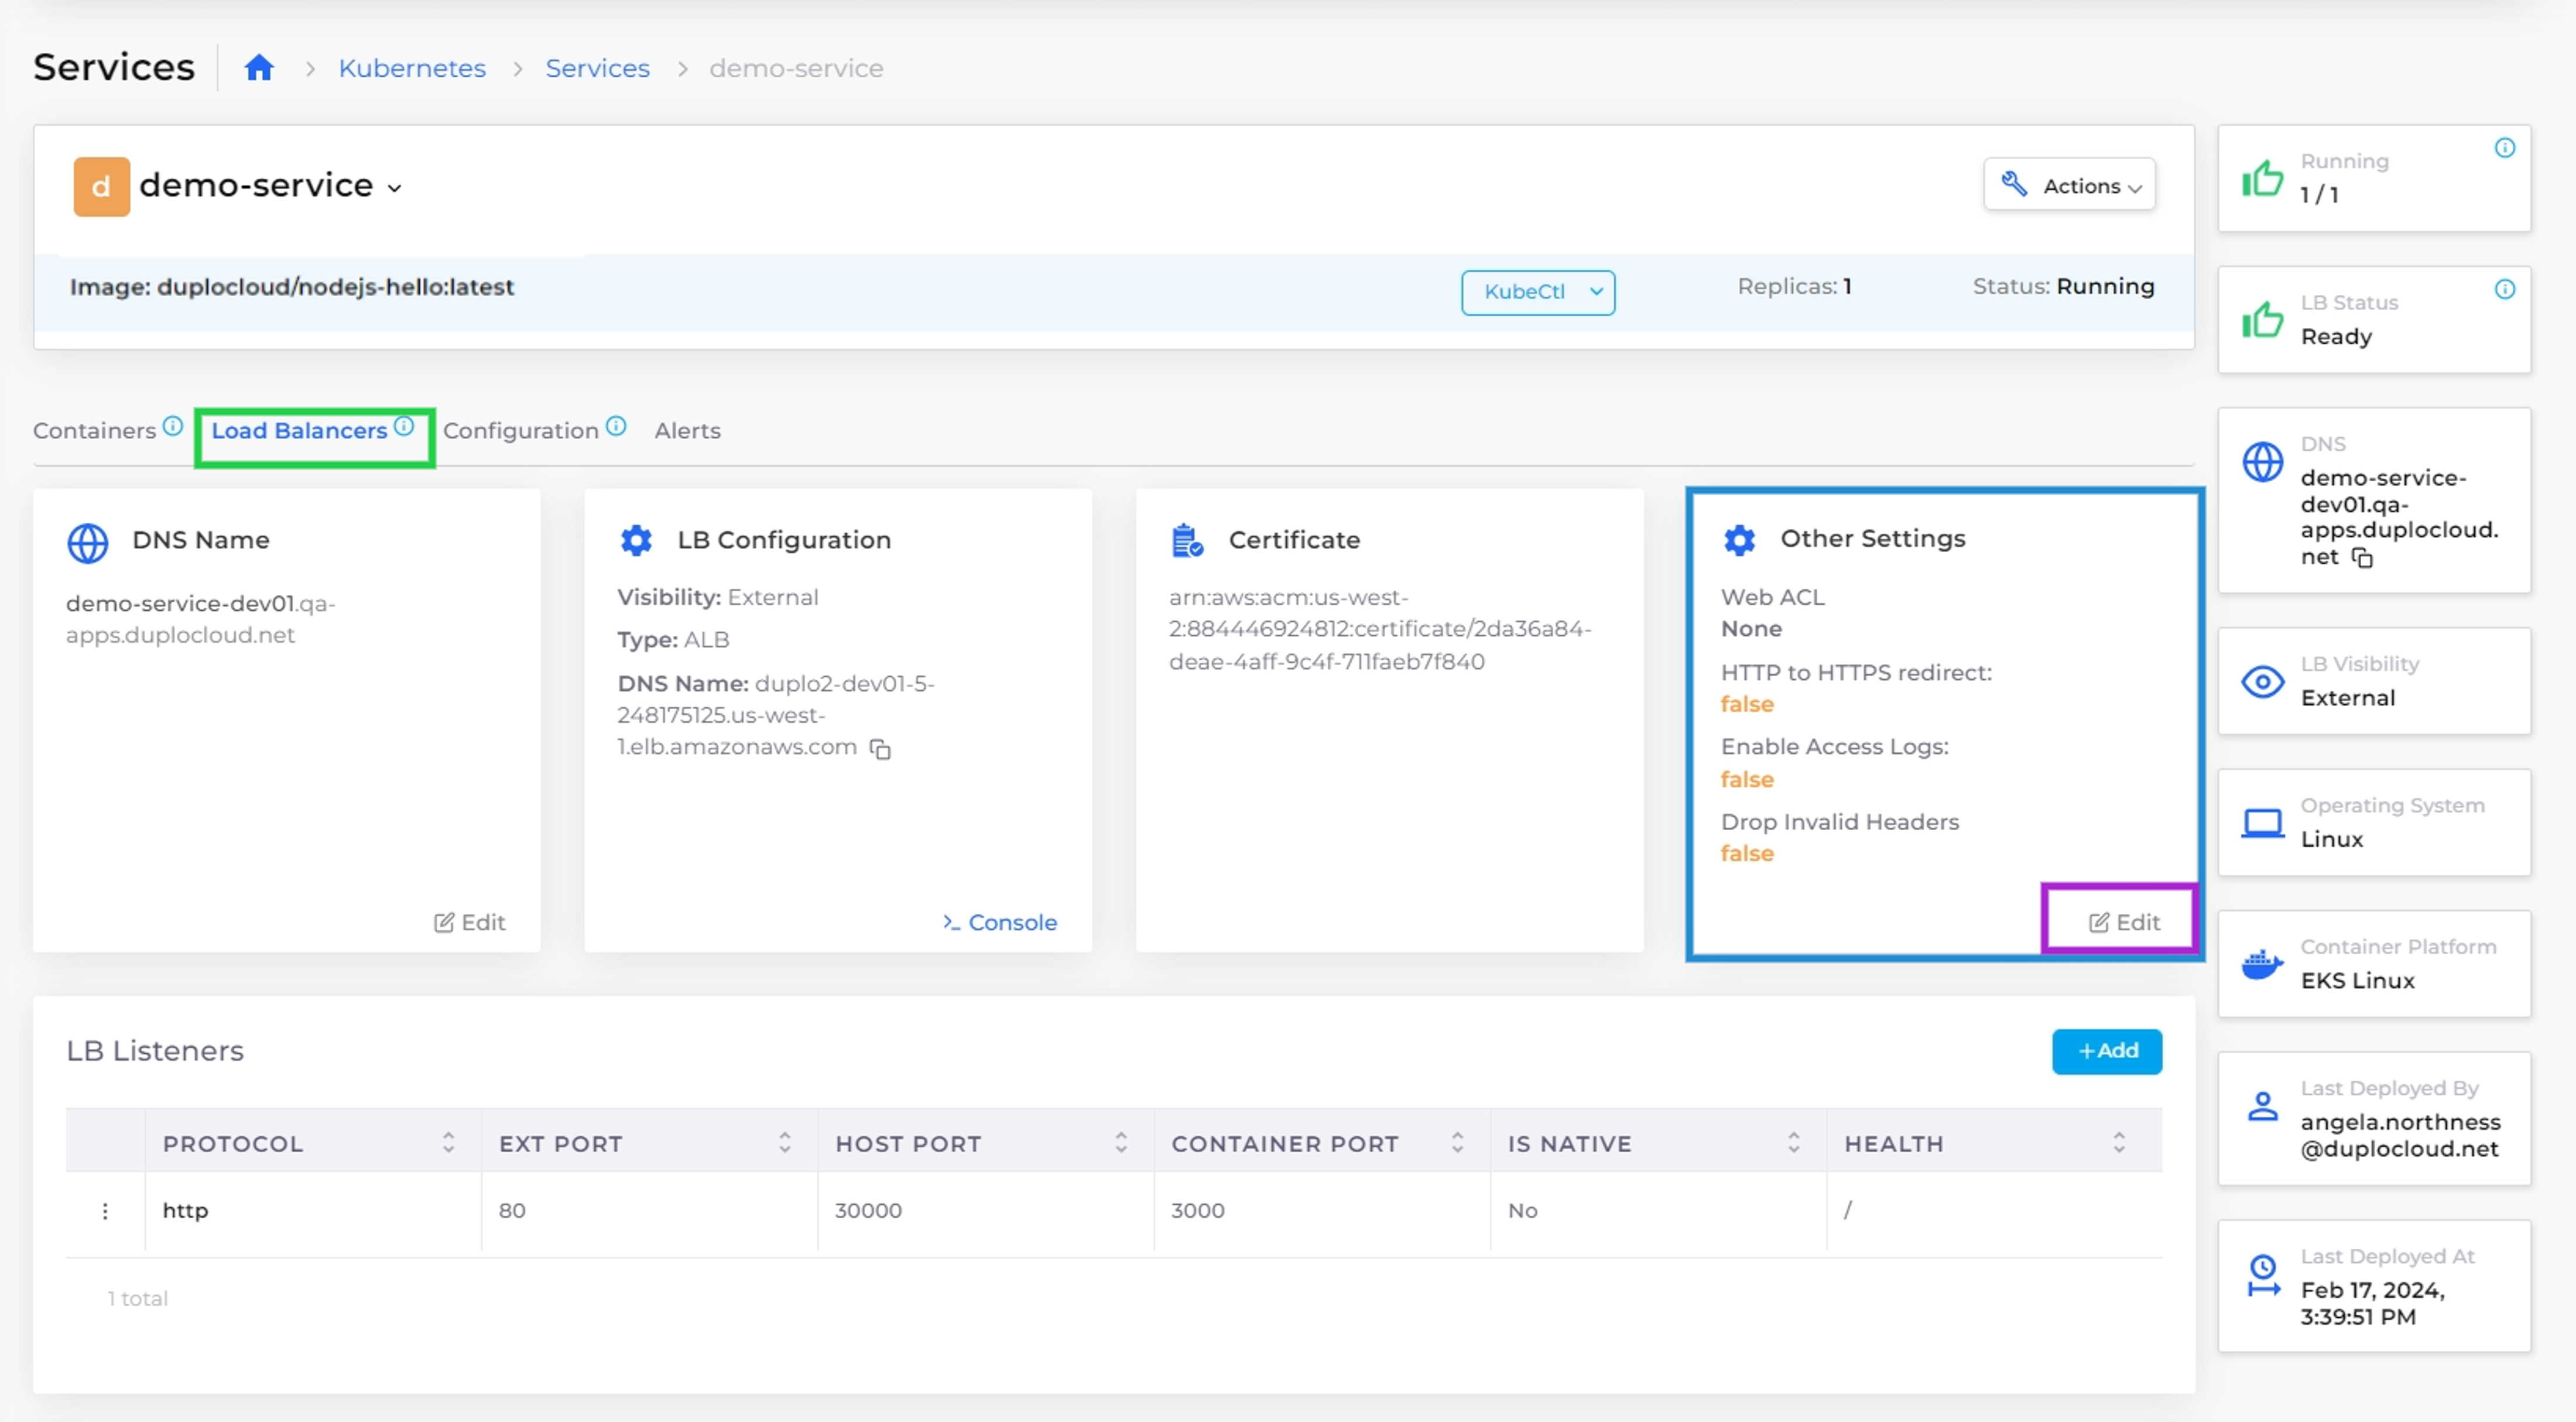 Services
Kubernetes
Services
demo-service
d
demo-service
Actions
Image: duplocloud/nodejs-hello:latest
KubeCtl
Replicas: 1
Status: Running
Containers
Load Balancers
Configuration
Alerts
DNS Name
demo-service-dev01.qa-
apps.duplocloud.net
Edit
LB Configuration
Visibility: External
Type: ALB
DNS Name: duplo2-dev01-5-
248175125.us-west-
1.elb.amazonaws.com
>_ Console
Certificate
arn:aws:acm:us-west-
2:884446924812:certificate/2da36a84-
deae-4aff-9c4f-711faeb7f840
Other Settings
Web ACL
None
HTTP to HTTPS redirect:
false
Enable Access Logs:
false
Drop Invalid Headers
false
Edit
LB Listeners
+Add
PROTOCOL
EXT PORT
HOST PORT
CONTAINER PORT
IS NATIVE
HEALTH
http
80
30000
3000
No
/
1 total
Running
1 / 1
LB Status
Ready
DNS
demo-service-
dev01.qa-
apps.duplocloud.
net
LB Visibility
External
Operating System
Linux
Container Platform
EKS Linux
Last Deployed By
angela.northness
@duplocloud.net
Last Deployed At
Feb 17, 2024,
3:39:51 PM